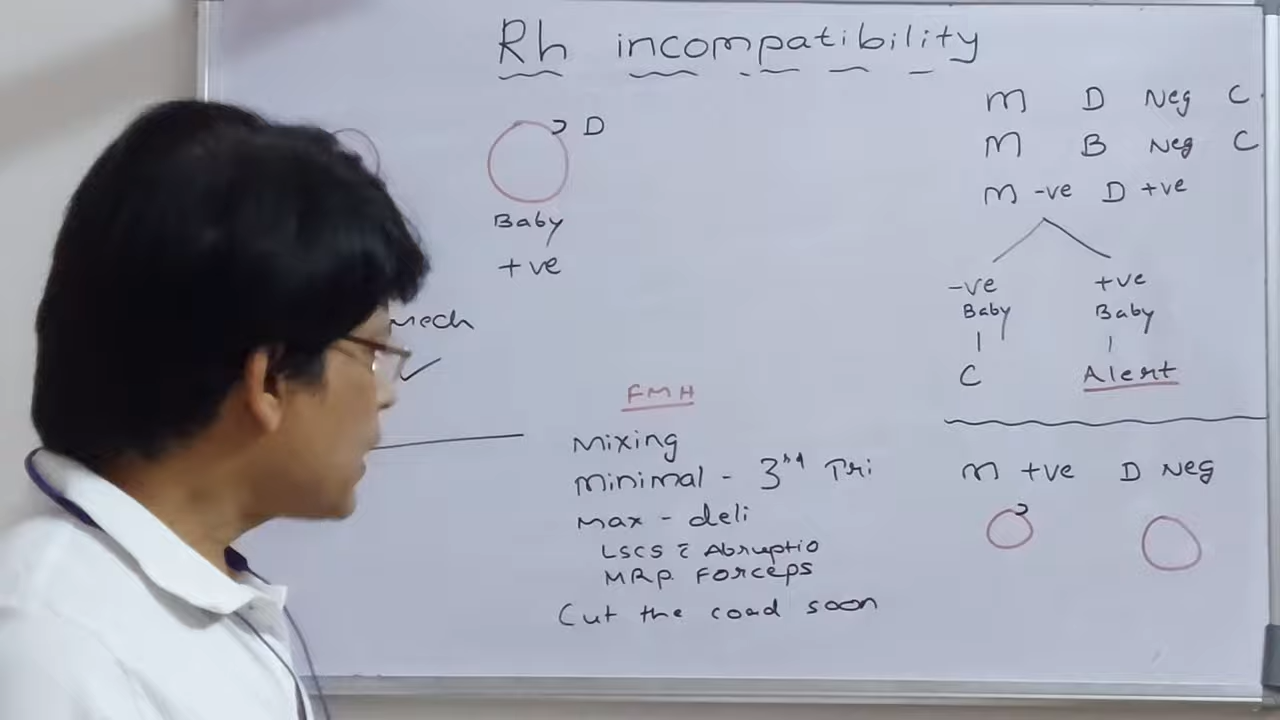 Rh incompatibility
D
Baby
+ve
mech
FMH
Mixing
Minimal - 3rd Tri
Max - deli
LSCS c̄ Abruptio
MRP Forceps
Cut the coad soon
M D Neg C
M B Neg C
M -ve D +ve
-ve +ve
Baby Baby
C Alert
M +ve D Neg